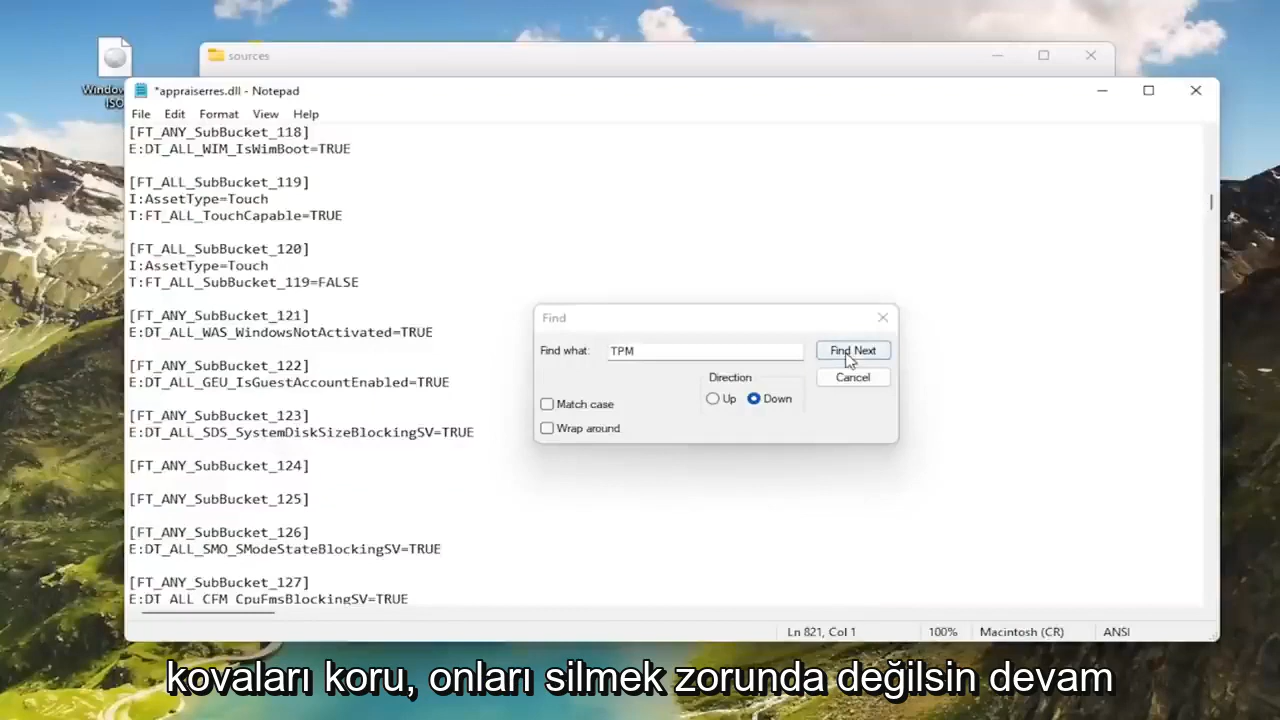 sources
Windows
ISO
*appraiserres.dll - Notepad
File Edit Format View Help
[FT_ANY_SubBucket_118]
E:DT_ALL_WIM_IsWimBoot=TRUE
[FT_ALL_SubBucket_119]
I:AssetType=Touch
T:FT_ALL_TouchCapable=TRUE
[FT_ALL_SubBucket_120]
I:AssetType=Touch
T:FT_ALL_SubBucket_119=FALSE
[FT_ANY_SubBucket_121]
E:DT_ALL_WAS_WindowsNotActivated=TRUE
[FT_ANY_SubBucket_122]
E:DT_ALL_GEU_IsGuestAccountEnabled=TRUE
[FT_ANY_SubBucket_123]
E:DT_ALL_SDS_SystemDiskSizeBlockingSV=TRUE
[FT_ANY_SubBucket_124]
[FT_ANY_SubBucket_125]
[FT_ANY_SubBucket_126]
E:DT_ALL_SMO_SModeStateBlockingSV=TRUE
[FT_ANY_SubBucket_127]
E:DT_ALL_CFM_CpuFmsBlockingSV=TRUE
Find
Find what: TPM Find Next
Cancel
Direction
Up Down
Match case
Wrap around
Ln 821, Col 1 100% Macintosh (CR) ANSI
kovaları koru, onları silmek zorunda değilsin devam